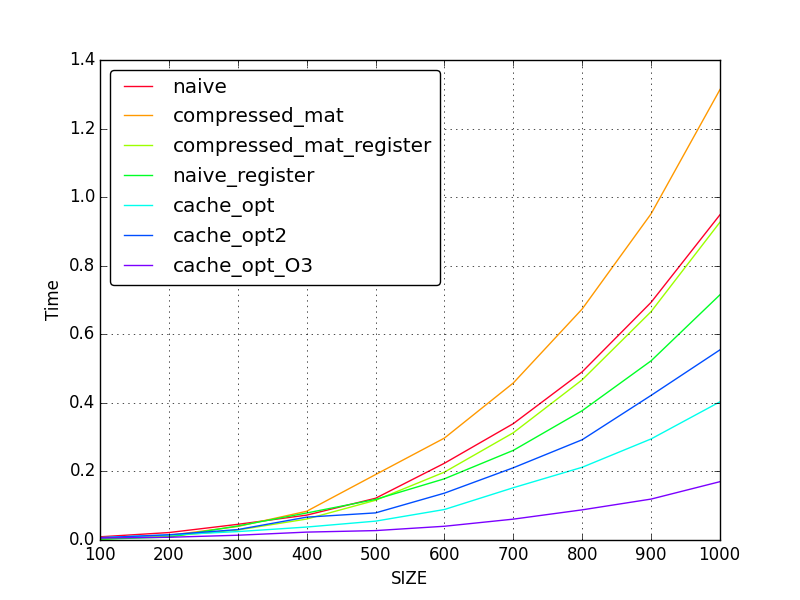 1.4
1.2
1.0
0.8
0.6
0.4
0.2
0.0
Time
naive
compressed_mat
compressed_mat_register
naive_register
cache_opt
cache_opt2
cache_opt_O3
100 200 300 400 500 600 700 800 900 1000
SIZE